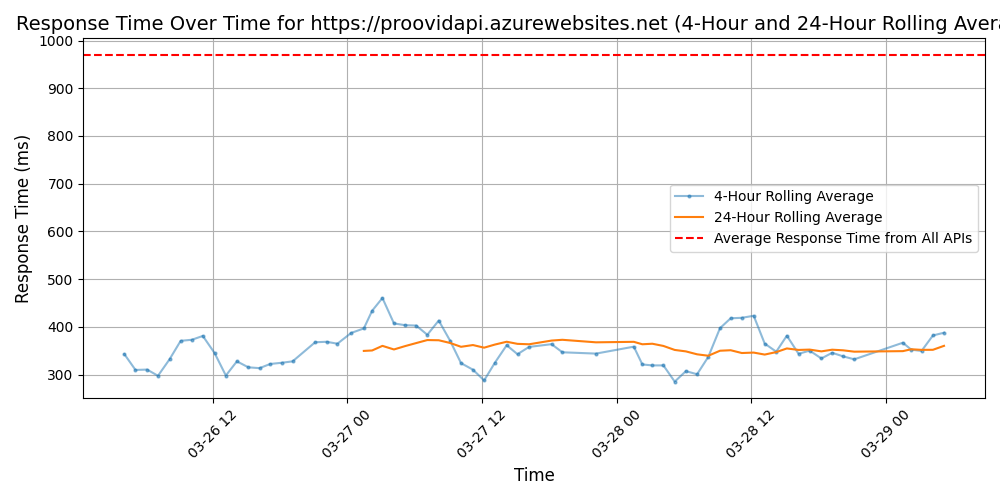 Response Time Over Time for https://proovidapi.azurewebsites.net (4-Hour and 24-Hour Rolling Avera
Response Time (ms)
1000
900
800
700
600
500
400
300
4-Hour Rolling Average
24-Hour Rolling Average
Average Response Time from All APIs
03-26 12
03-27 00
03-27 12
03-28 00
03-28 12
03-29 00
Time